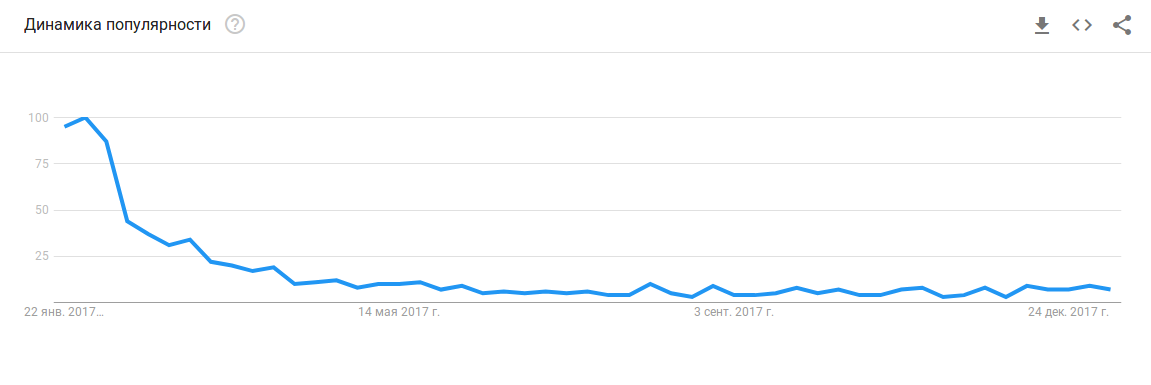 Динамика популярности
100
75
50
25
22 янв. 2017…
14 мая 2017 г.
3 сент. 2017 г.
24 дек. 2017 г.